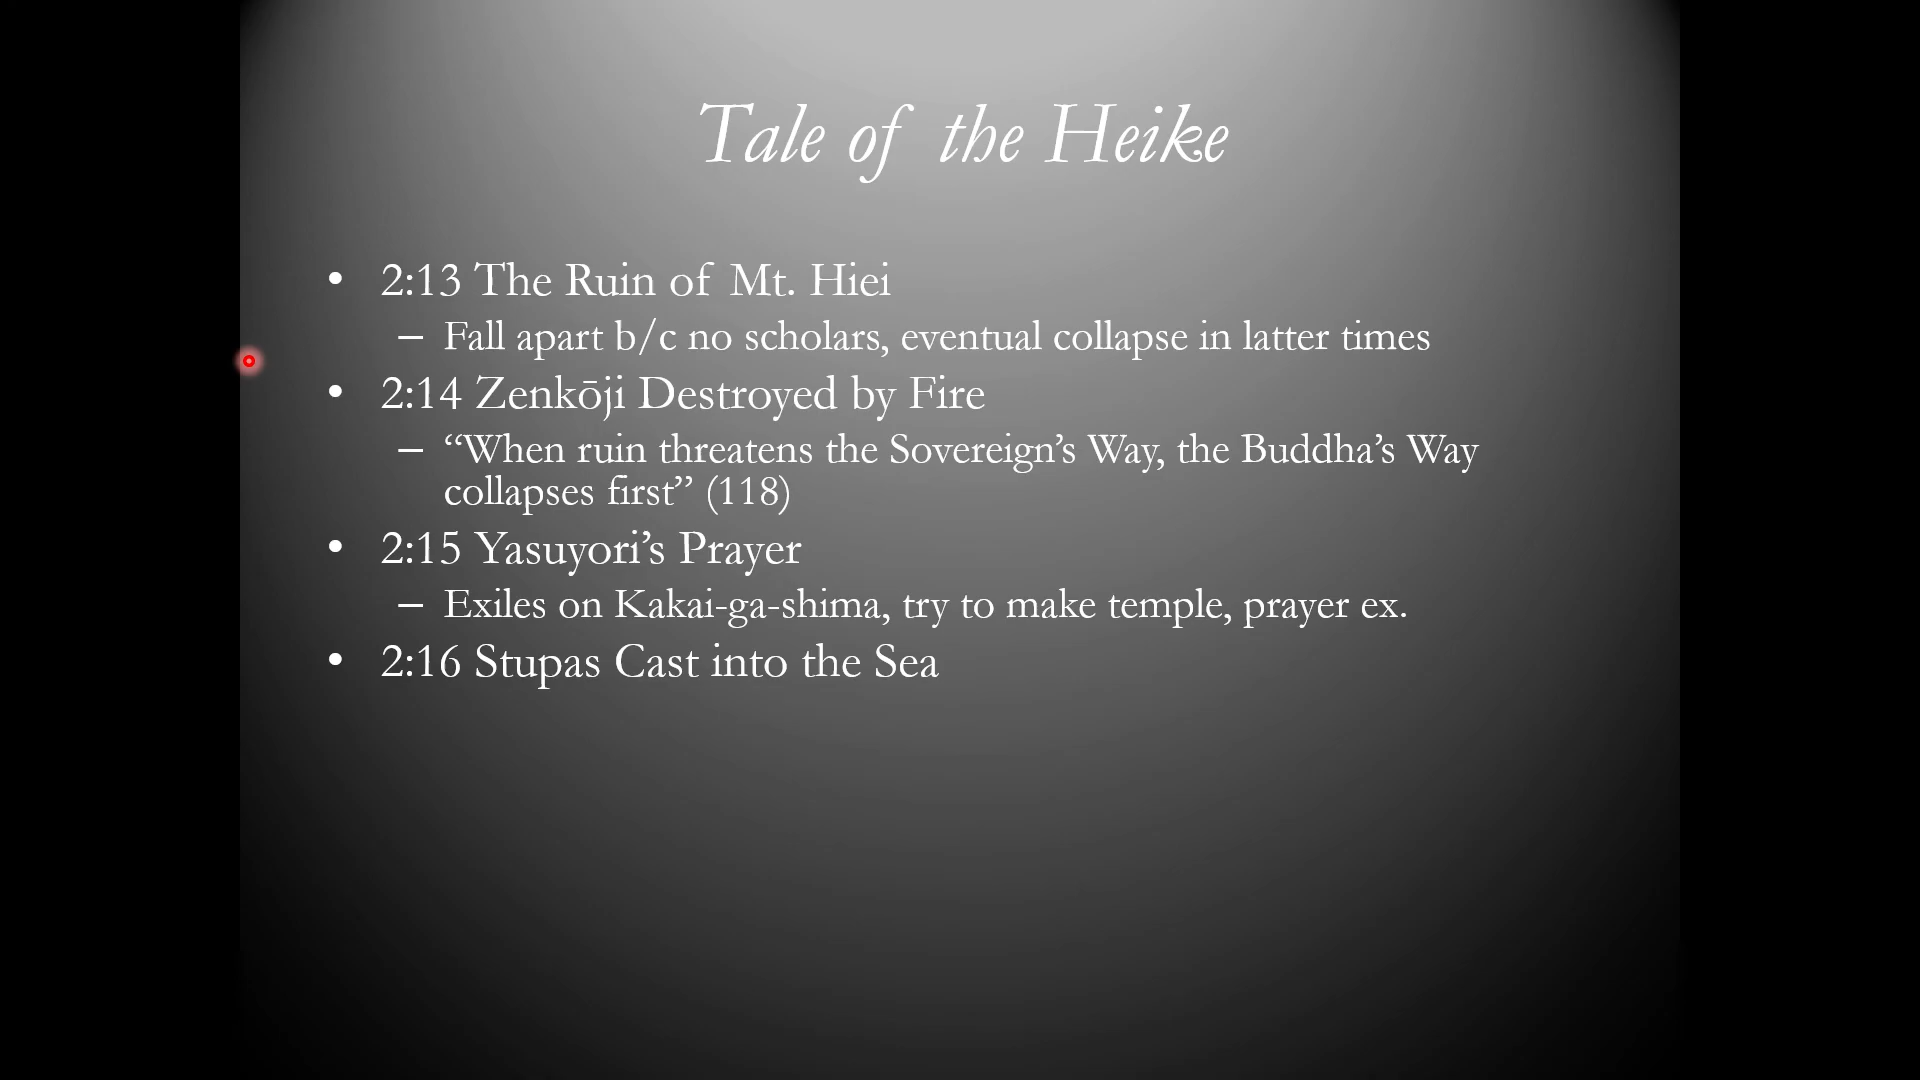 Tale of the Heike
• 2:13 The Ruin of Mt. Hiei
– Fall apart b/c no scholars, eventual collapse in latter times
• 2:14 Zenkōji Destroyed by Fire
– “When ruin threatens the Sovereign’s Way, the Buddha’s Way
collapses first” (118)
• 2:15 Yasuyori’s Prayer
– Exiles on Kakai-ga-shima, try to make temple, prayer ex.
• 2:16 Stupas Cast into the Sea